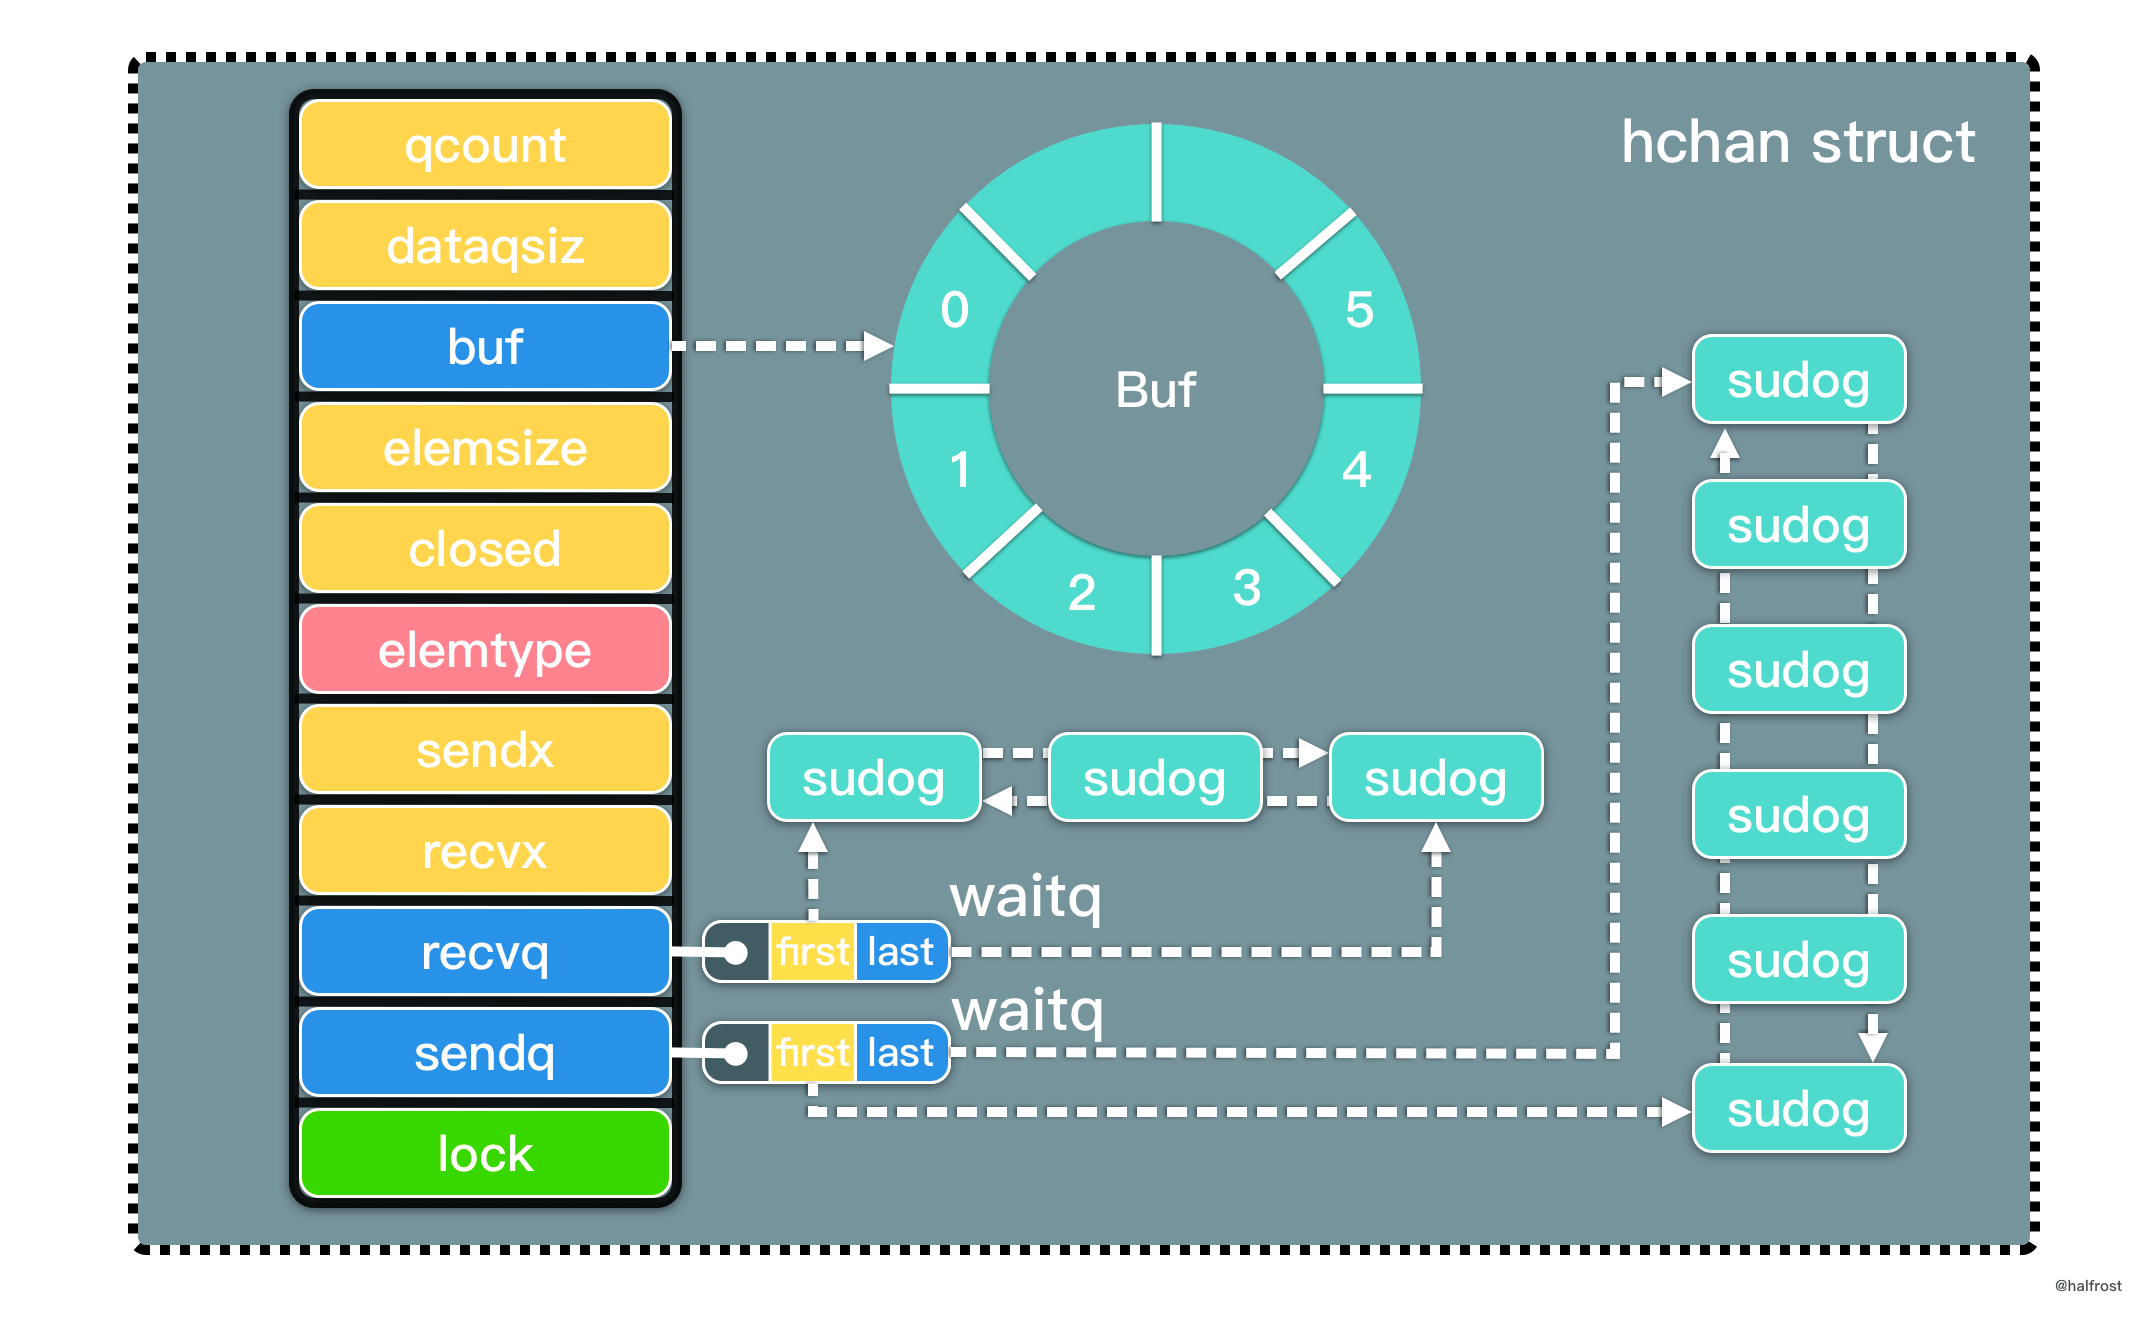 hchan struct
qcount
dataqsiz
buf
elemsize
closed
elemtype
sendx
recvx
recvq
sendq
lock
0
1
2
3
4
5
Buf
sudog
sudog
sudog
waitq
first last
waitq
first last
sudog
sudog
sudog
sudog
sudog
sudog
@halfrost